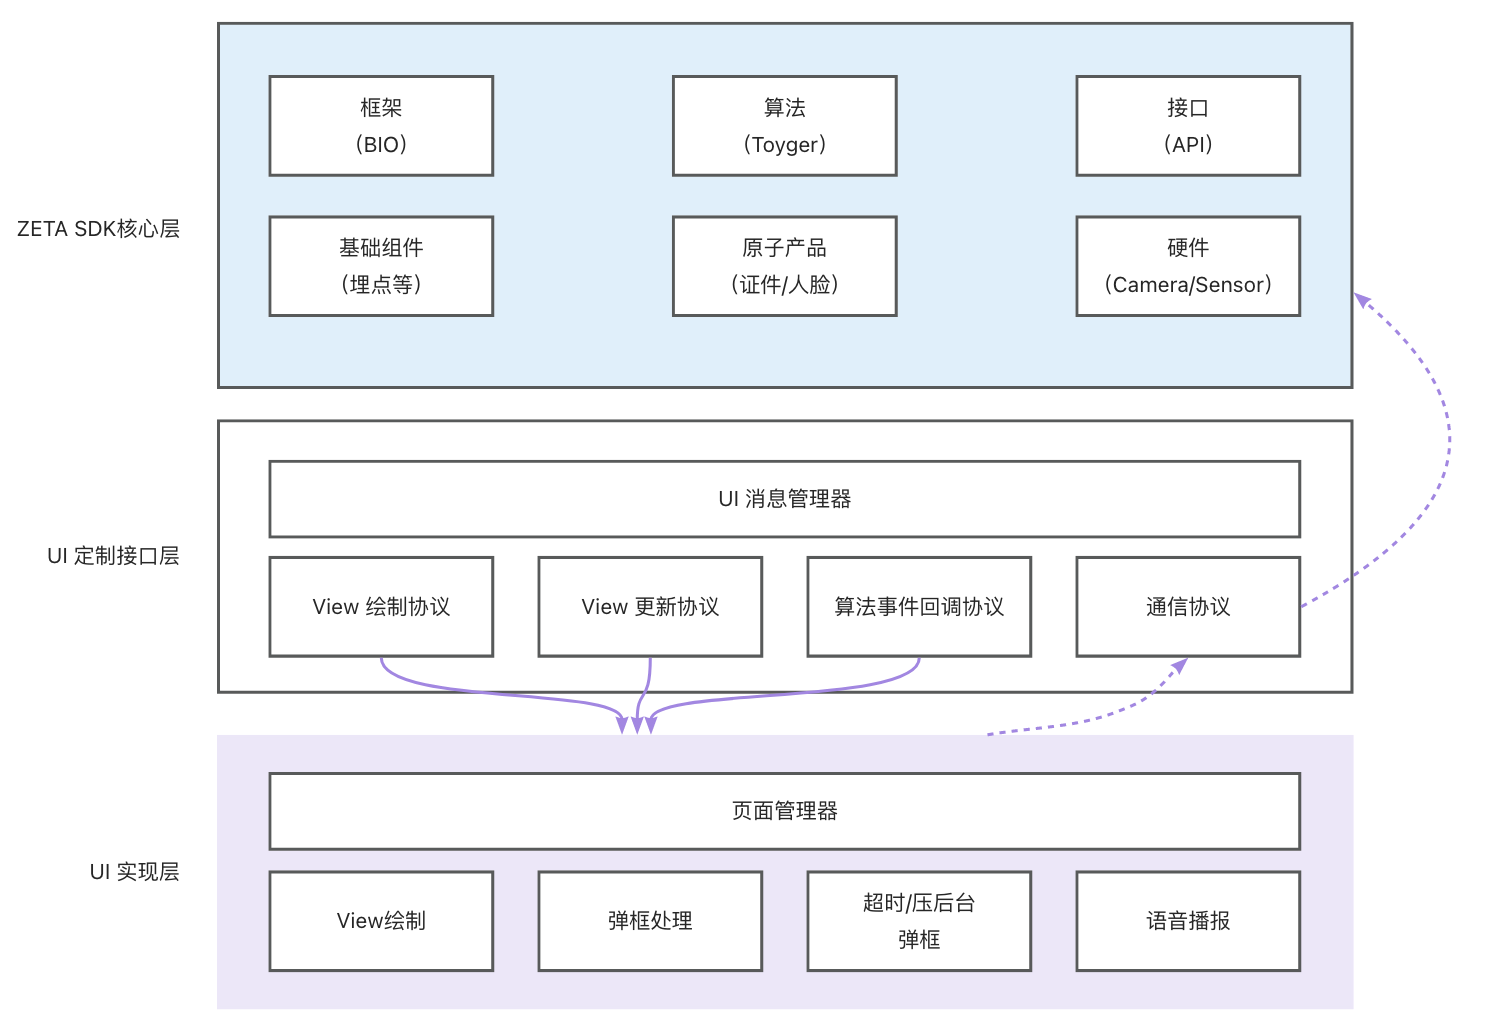 框架
（BIO）
算法
（Toyger）
接口
（API）
ZETA SDK核心层
基础组件
（埋点等）
原子产品
（证件/人脸）
硬件
（Camera/Sensor）
UI 消息管理器
UI 定制接口层
View 绘制协议
View 更新协议
算法事件回调协议
通信协议
页面管理器
UI 实现层
View绘制
弹框处理
超时/压后台
弹框
语音播报